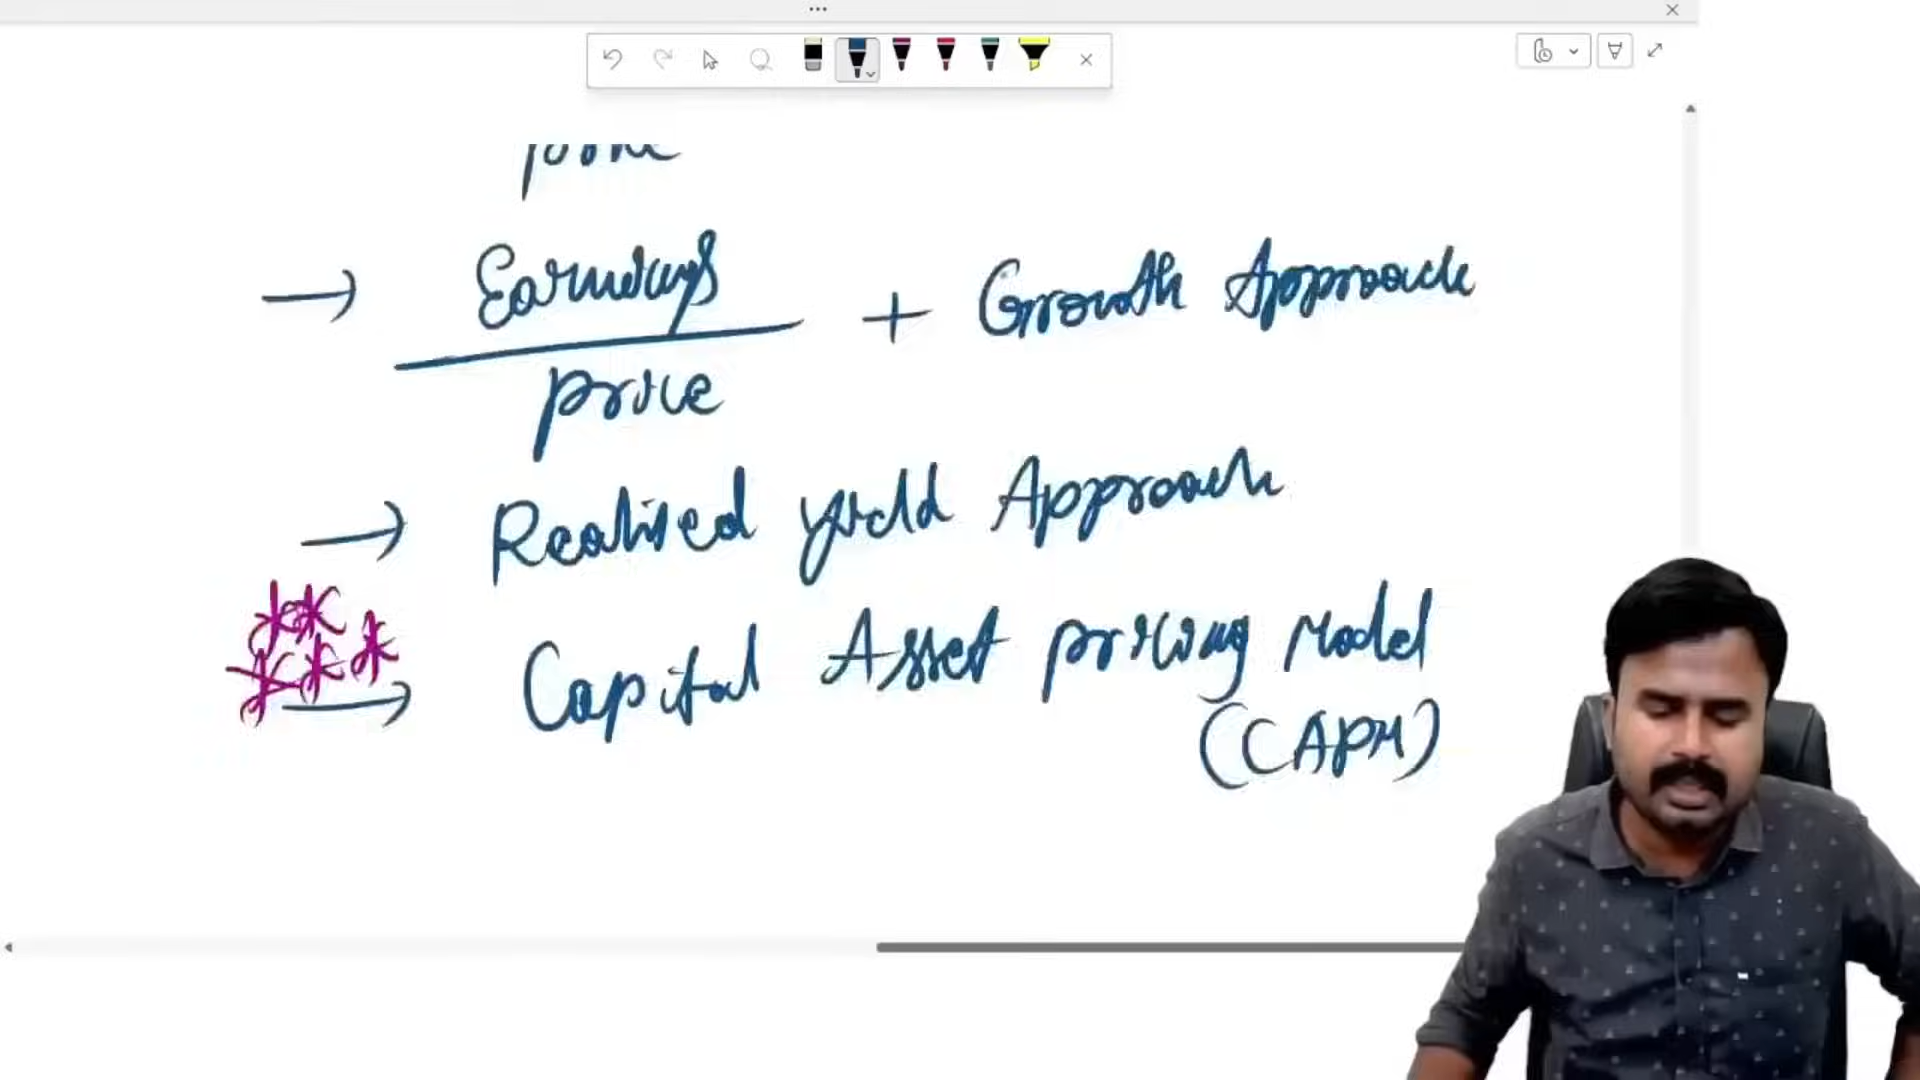 → Earnings + Growth Approach
price
→ Realised yield Approach
→ Capital Asset pricing Model
(CAPM)